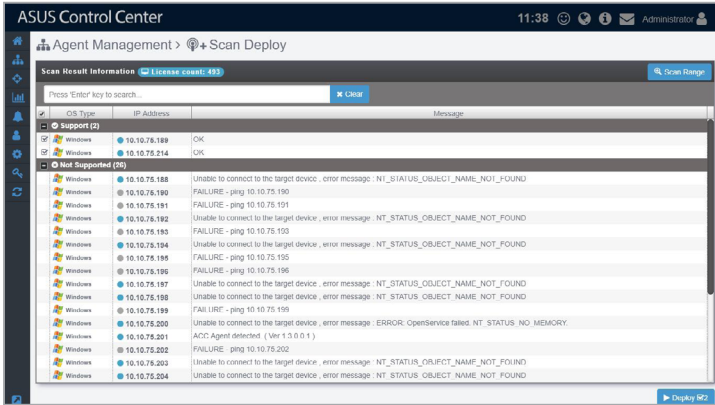 ASUS Control Center
11:38
Administrator
Agent Management > Scan Deploy
Scan Result Information License count: 493
Scan Range
Press 'Enter' key to search...
Clear
OS Type IP Address Message
Support (2)
Windows 10.10.75.189 OK
Windows 10.10.75.214 OK
Not Supported (26)
Windows 10.10.75.188 Unable to connect to the target device , error message : NT_STATUS_OBJECT_NAME_NOT_FOUND
Windows 10.10.75.190 FAILURE - ping 10.10.75.190
Windows 10.10.75.191 FAILURE - ping 10.10.75.191
Windows 10.10.75.192 Unable to connect to the target device , error message : NT_STATUS_OBJECT_NAME_NOT_FOUND
Windows 10.10.75.193 FAILURE - ping 10.10.75.193
Windows 10.10.75.194 Unable to connect to the target device , error message : NT_STATUS_OBJECT_NAME_NOT_FOUND
Windows 10.10.75.195 FAILURE - ping 10.10.75.195
Windows 10.10.75.196 FAILURE - ping 10.10.75.196
Windows 10.10.75.197 Unable to connect to the target device , error message : NT_STATUS_OBJECT_NAME_NOT_FOUND
Windows 10.10.75.198 Unable to connect to the target device , error message : NT_STATUS_OBJECT_NAME_NOT_FOUND
Windows 10.10.75.199 FAILURE - ping 10.10.75.199
Windows 10.10.75.200 Unable to connect to the target device , error message : ERROR: OpenService failed. NT_STATUS_NO_MEMORY.
Windows 10.10.75.201 ACC Agent detected. ( Ver 1.3.0.0.1 )
Windows 10.10.75.202 FAILURE - ping 10.10.75.202
Windows 10.10.75.203 Unable to connect to the target device , error message : NT_STATUS_OBJECT_NAME_NOT_FOUND
Windows 10.10.75.204 Unable to connect to the target device , error message : NT_STATUS_OBJECT_NAME_NOT_FOUND
Deploy 2